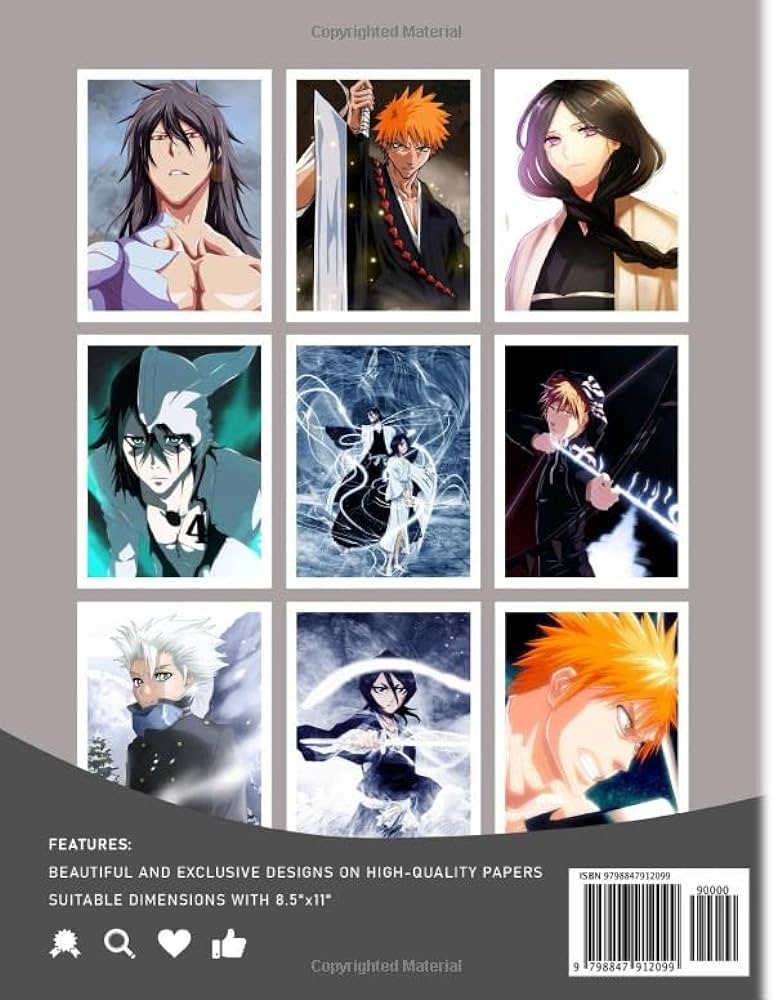 Copyrighted Material
4
FEATURES:
BEAUTIFUL AND EXCLUSIVE DESIGNS ON HIGH-QUALITY PAPERS
SUITABLE DIMENSIONS WITH 8.5"x11"
ISBN 9798847912099
90000
9 798847 912099
Copyrighted Material